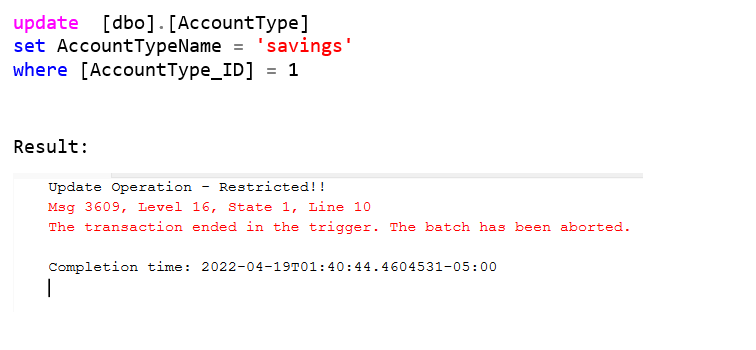 update  [dbo].[AccountType]
set AccountTypeName = 'savings'
where [AccountType_ID] = 1
Result:
Update Operation - Restricted!!
Msg 3609, Level 16, State 1, Line 10
The transaction ended in the trigger. The batch has been aborted.
Completion time: 2022-04-19T01:40:44.4604531-05:00